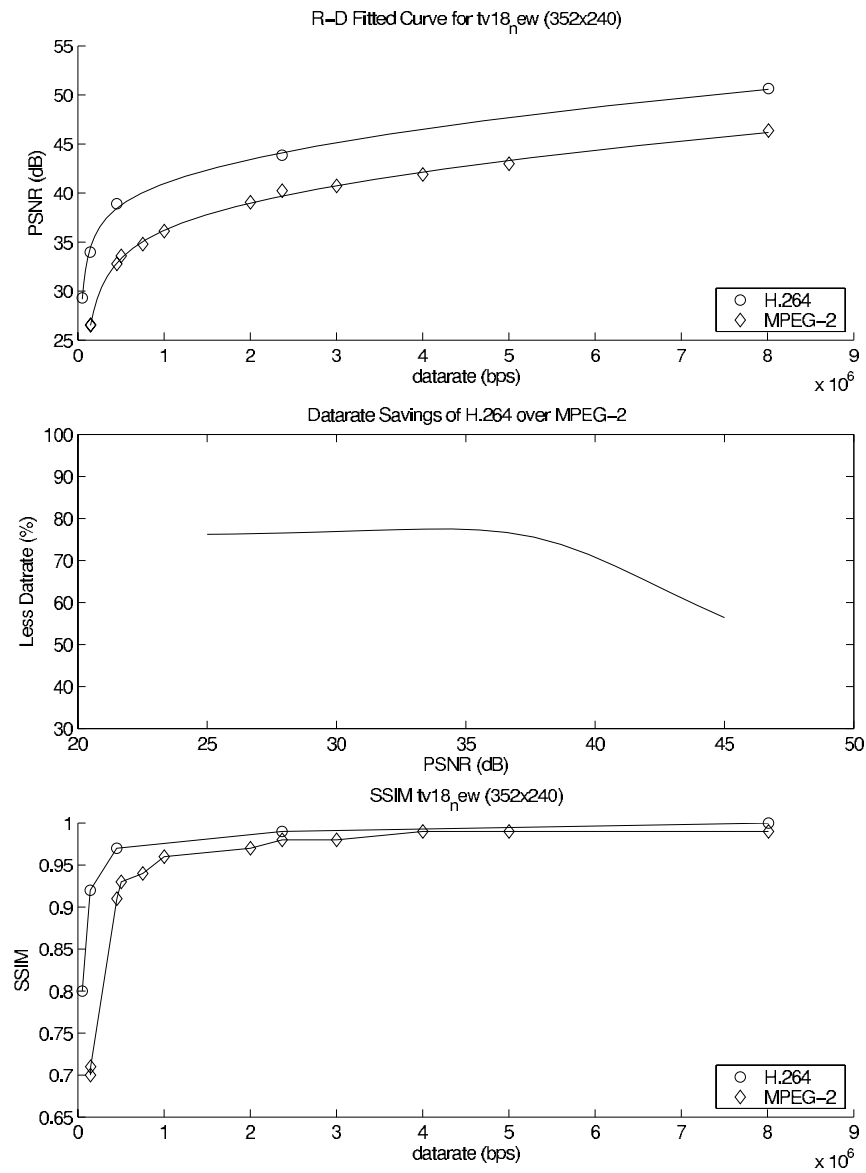 R-D Fitted Curve for tv18_new (352x240)
55
50
45
40
35
30
25
PSNR (dB)
0 1 2 3 4 5 6 7 8 9
datarate (bps)
x 10^6
H.264
MPEG-2
Datarate Savings of H.264 over MPEG-2
100
90
80
70
60
50
40
30
Less Datrate (%)
20 25 30 35 40 45 50
PSNR (dB)
SSIM tv18_new (352x240)
1
0.95
0.9
0.85
0.8
0.75
0.7
0.65
SSIM
0 1 2 3 4 5 6 7 8 9
datarate (bps)
x 10^6
H.264
MPEG-2